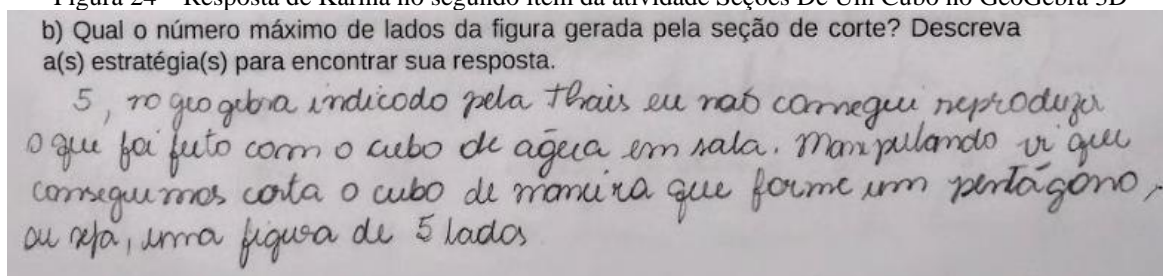 Figura 24 – Resposta de Karina no segundo item da atividade Seções De Um Cubo no GeoGebra 3D
b) Qual o número máximo de lados da figura gerada pela seção de corte? Descreva
a(s) estratégia(s) para encontrar sua resposta.
5, no geogebra indicodo pela Thais eu nao consegui reproduzir
o que foi feito com o cubo de água em sala. Manipulando vi que
conseguimos corta o cubo de maneira que forme um pentágono,
ou seja, uma figura de 5 lados